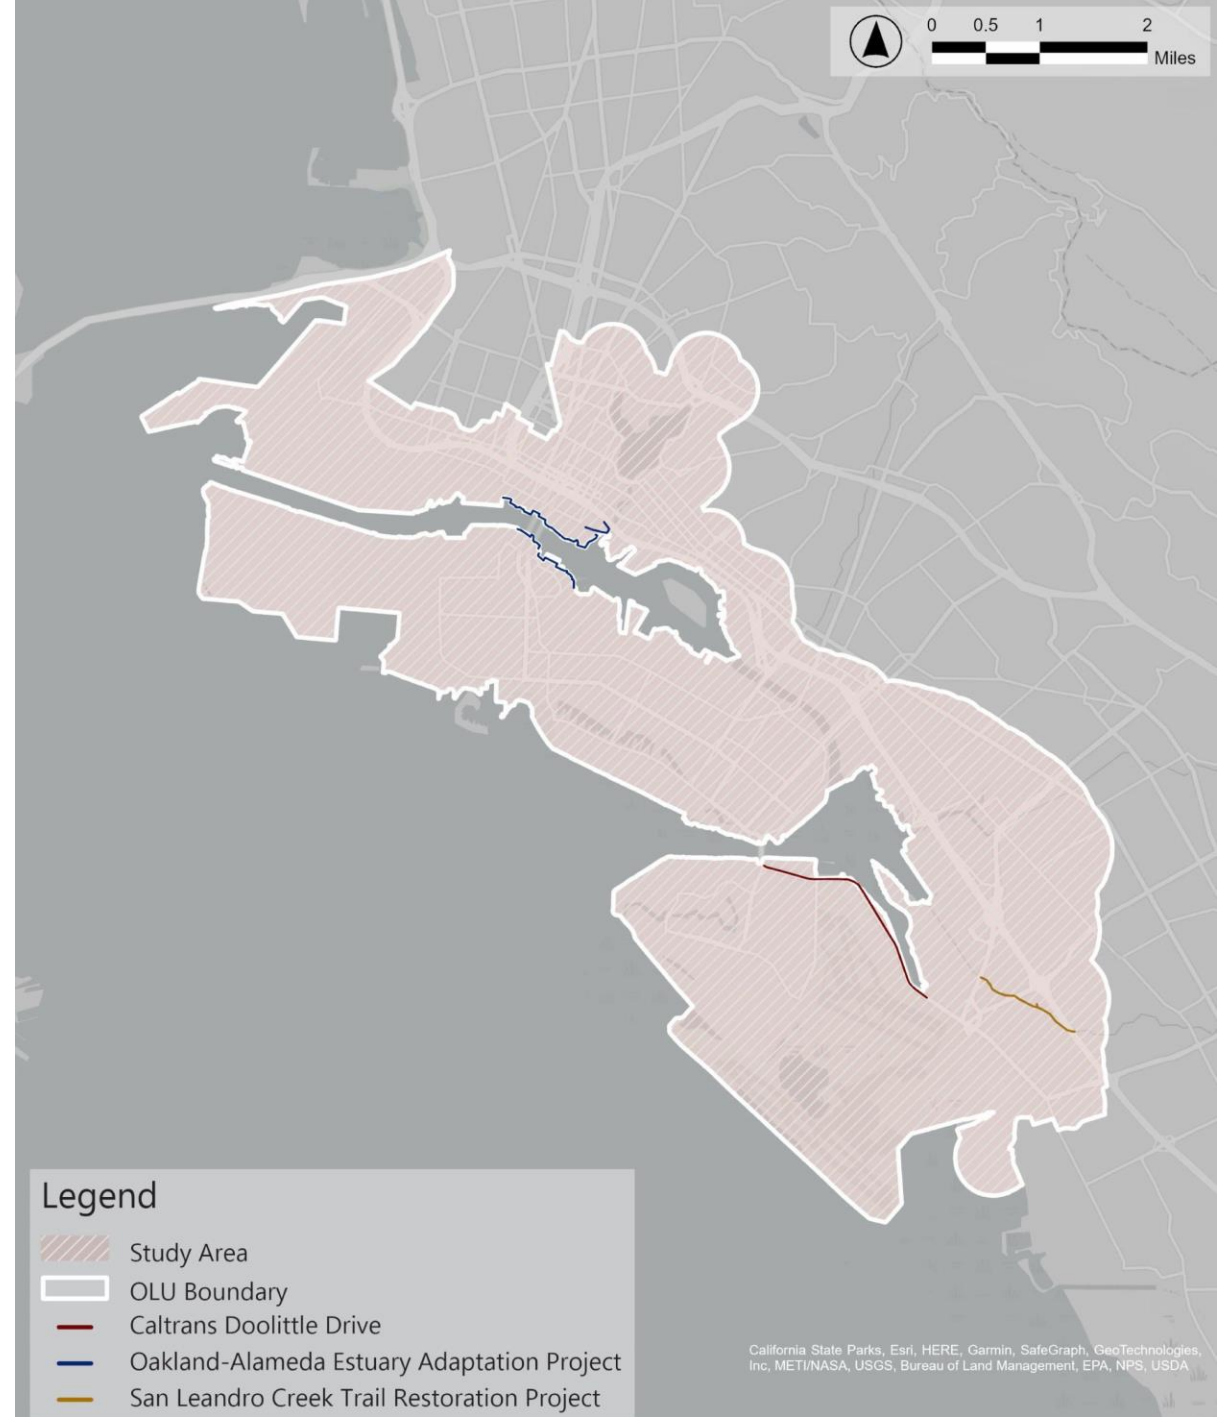 0 0.5 1 2
Miles
Legend
Study Area
OLU Boundary
Caltrans Doolittle Drive
Oakland-Alameda Estuary Adaptation Project
San Leandro Creek Trail Restoration Project
California State Parks, Esri, HERE, Garmin, SafeGraph, GeoTechnologies,
Inc, METI/NASA, USGS, Bureau of Land Management, EPA, NPS, USDA